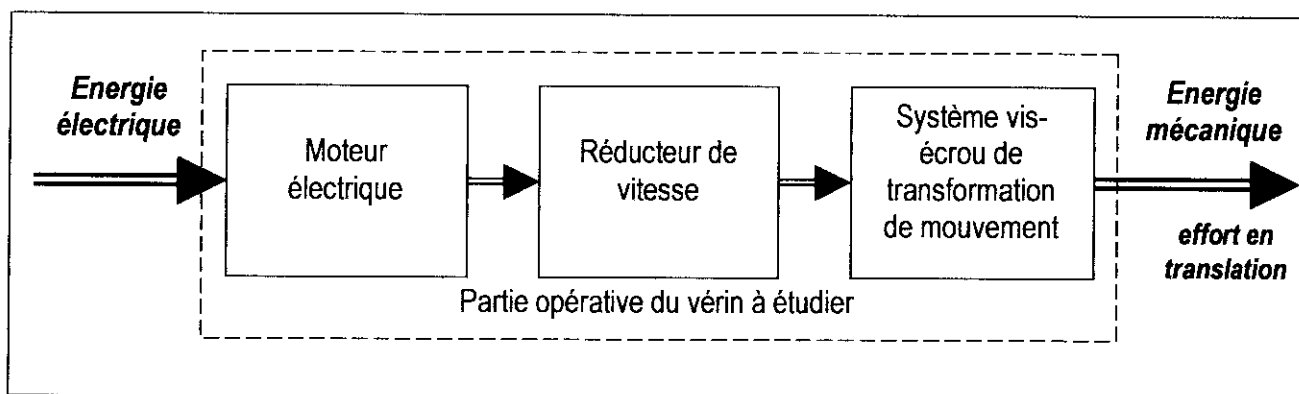 Energie
électrique
Moteur
électrique
Réducteur de
vitesse
Système vis-
écrou de
transformation
de mouvement
Energie
mécanique
effort en
translation
Partie opérative du vérin à étudier